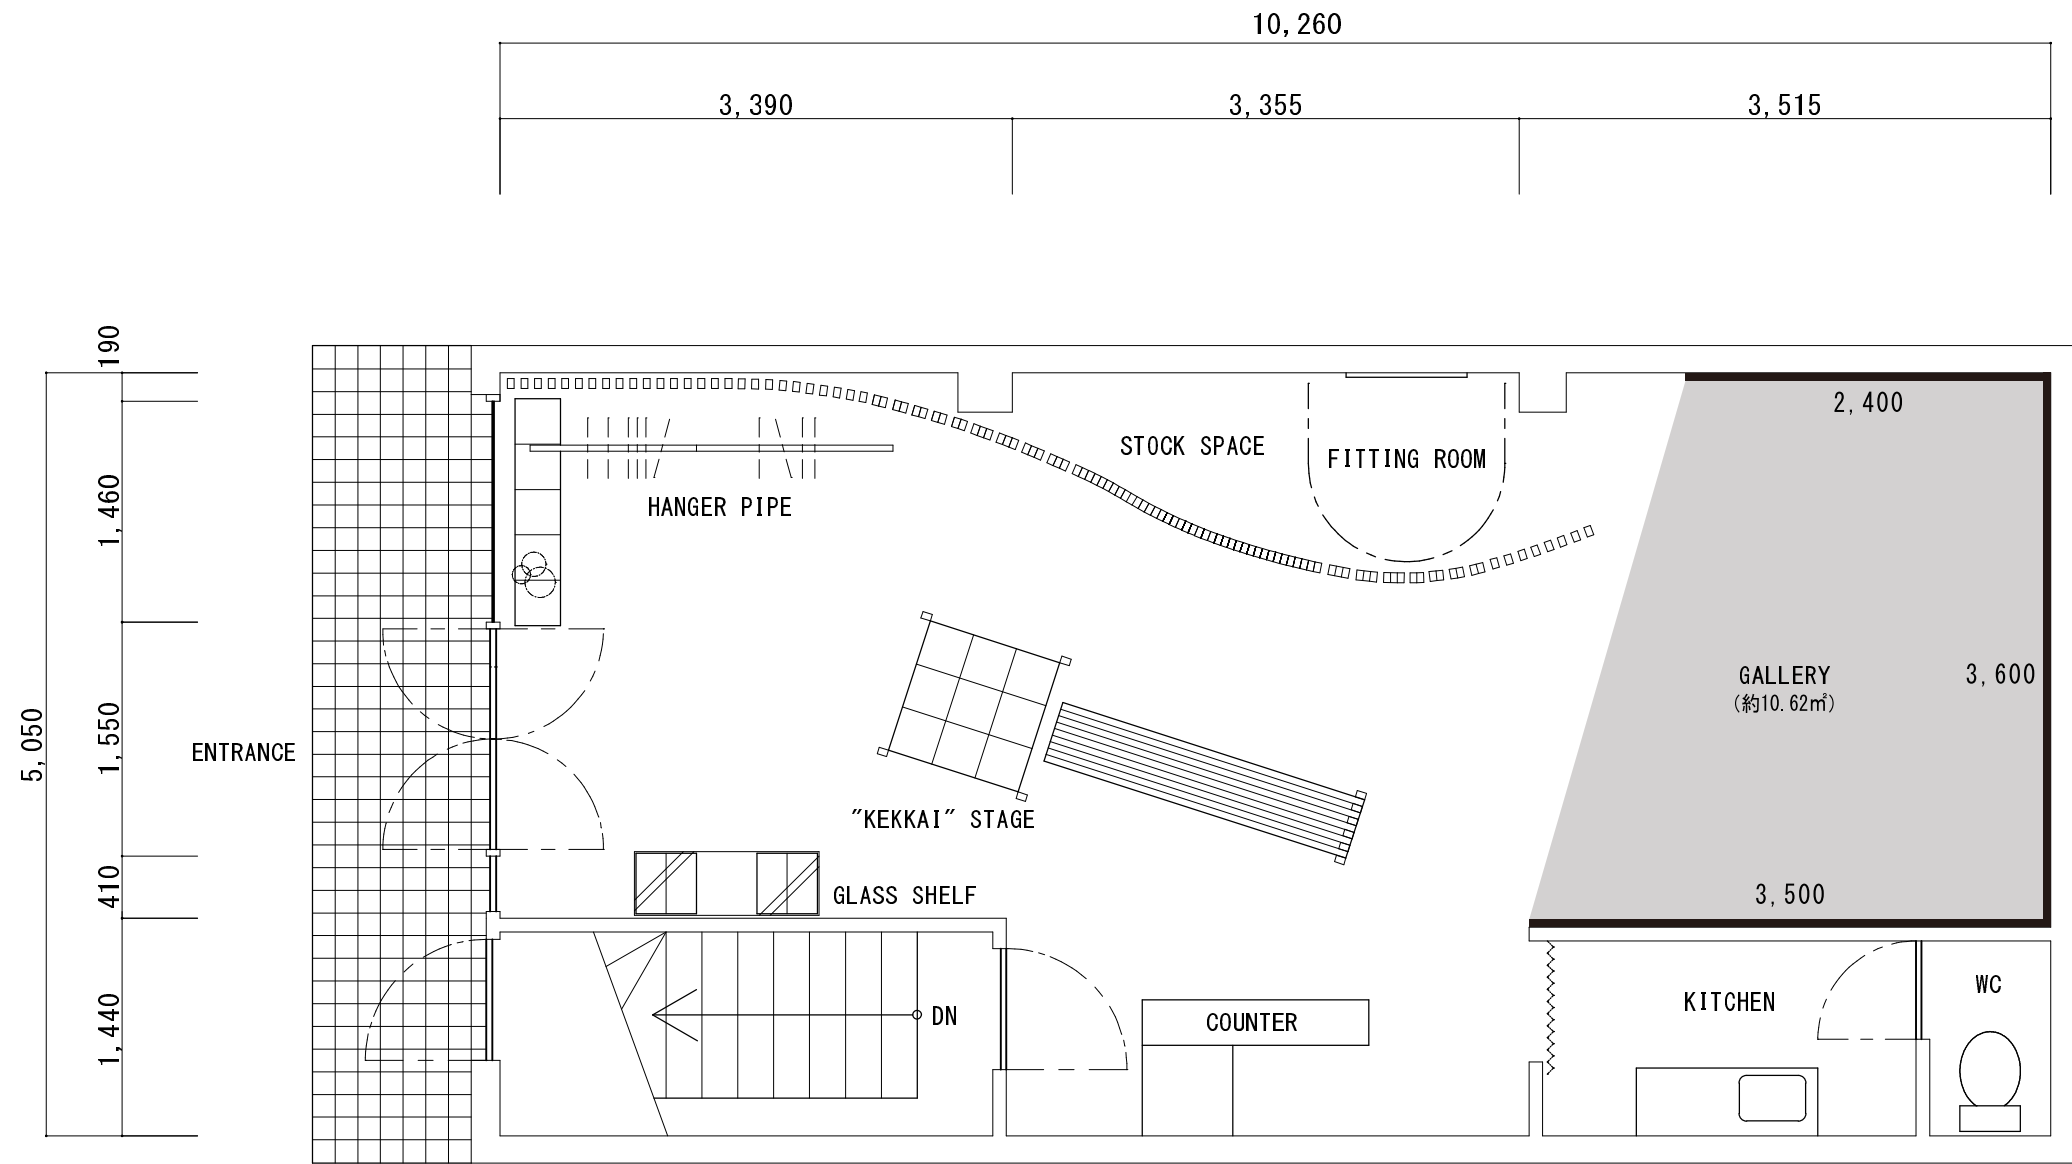 10,260
3,390
3,355
3,515
190
1,460
1,550
410
1,440
5,050
2,400
STOCK SPACE
FITTING ROOM
HANGER PIPE
GALLERY
(約10.62㎡)
3,600
ENTRANCE
"KEKKAI" STAGE
GLASS SHELF
3,500
WC
KITCHEN
DN
COUNTER